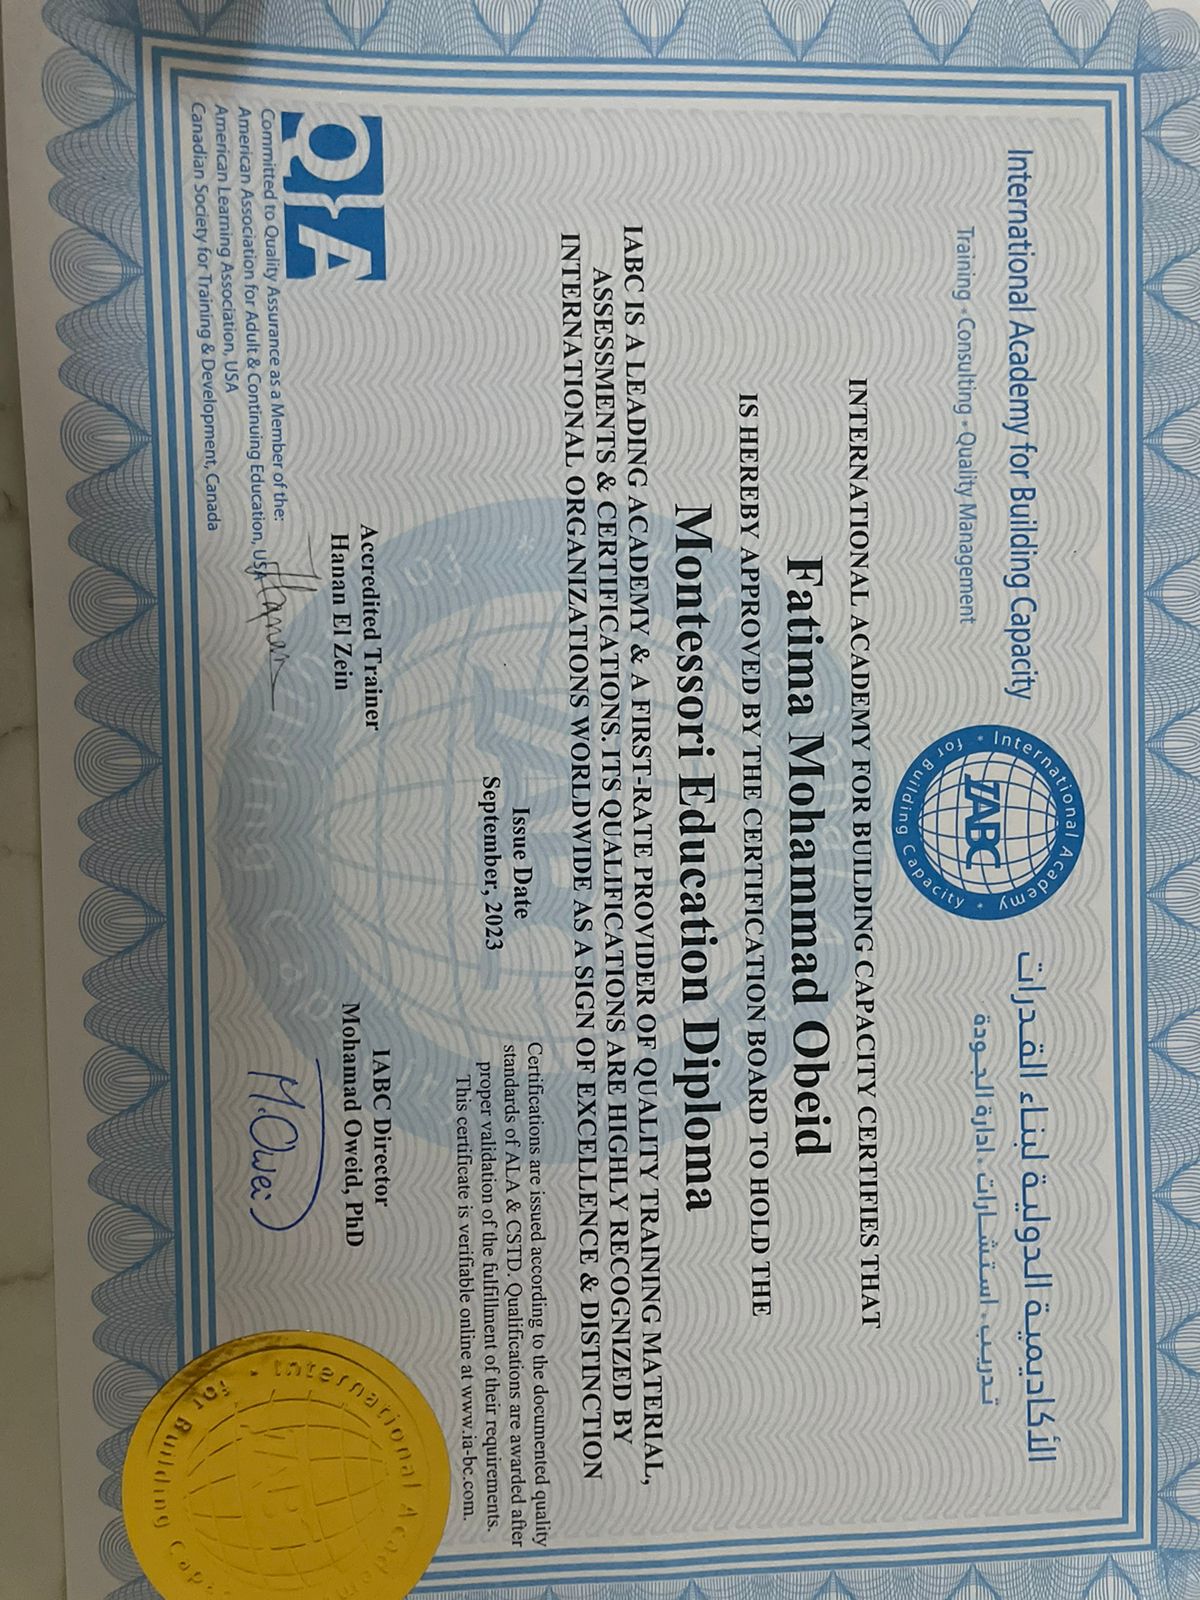 International Academy for Building Capacity
Training - Consulting - Quality Management
International Academy for Building Capacity
IABC
الأكاديمية الدولية لبناء القدرات
تدريب . استشارات . ادارة الجودة
INTERNATIONAL ACADEMY FOR BUILDING CAPACITY CERTIFIES THAT
Fatima Mohammad Obeid
IS HEREBY APPROVED BY THE CERTIFICATION BOARD TO HOLD THE
Montessori Education Diploma
IABC IS A LEADING ACADEMY & A FIRST-RATE PROVIDER OF QUALITY TRAINING MATERIAL,
ASSESSMENTS & CERTIFICATIONS. ITS QUALIFICATIONS ARE HIGHLY RECOGNIZED BY
INTERNATIONAL ORGANIZATIONS WORLDWIDE AS A SIGN OF EXCELLENCE & DISTINCTION
Issue Date
September, 2023
Certifications are issued according to the documented quality
standards of ALA & CSTD. Qualifications are awarded after
proper validation of the fulfillment of their requirements.
This certificate is verifiable online at www.ia-bc.com.
Accredited Trainer
Hanan El Zein
Hanan
IABC Director
Mohamad Oweid, PhD
M.Oweid
Q&A
Committed to Quality Assurance as a Member of the:
American Association for Adult & Continuing Education, USA
American Learning Association, USA
Canadian Society for Training & Development, Canada
International Academ
IABC
for Building Capac